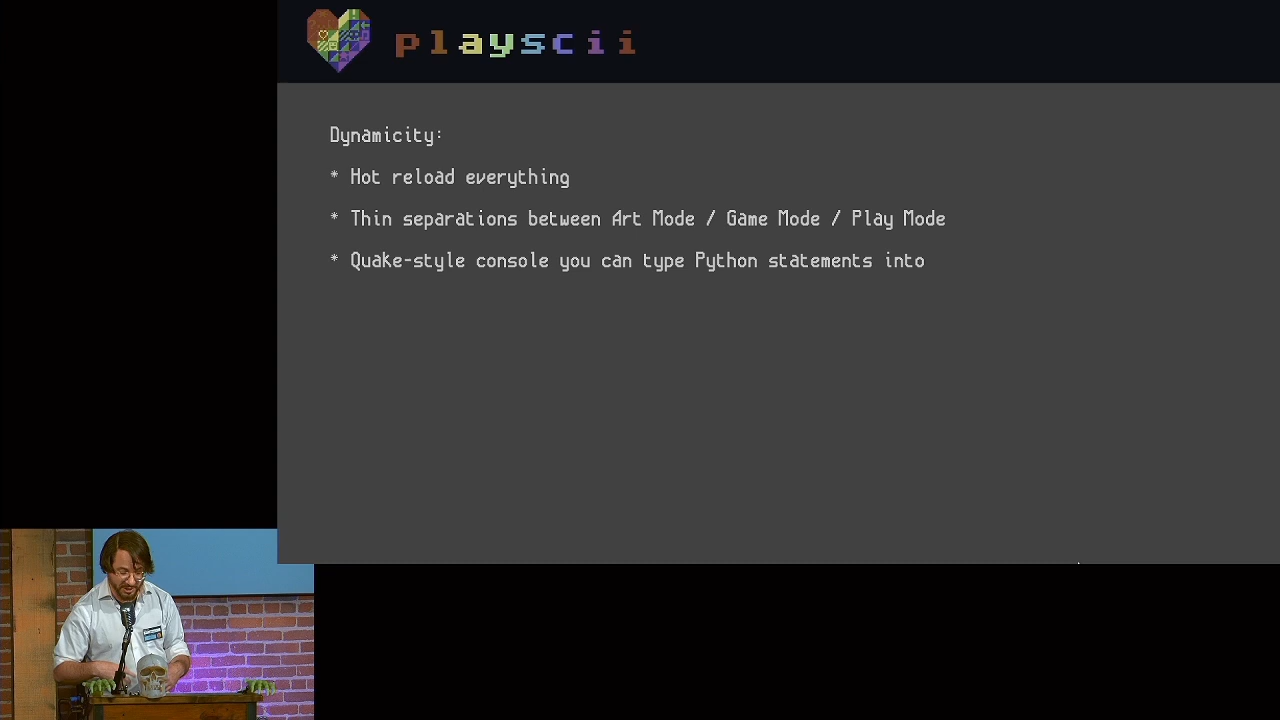 playscii
Dynamicity:
* Hot reload everything
* Thin separations between Art Mode / Game Mode / Play Mode
* Quake-style console you can type Python statements into